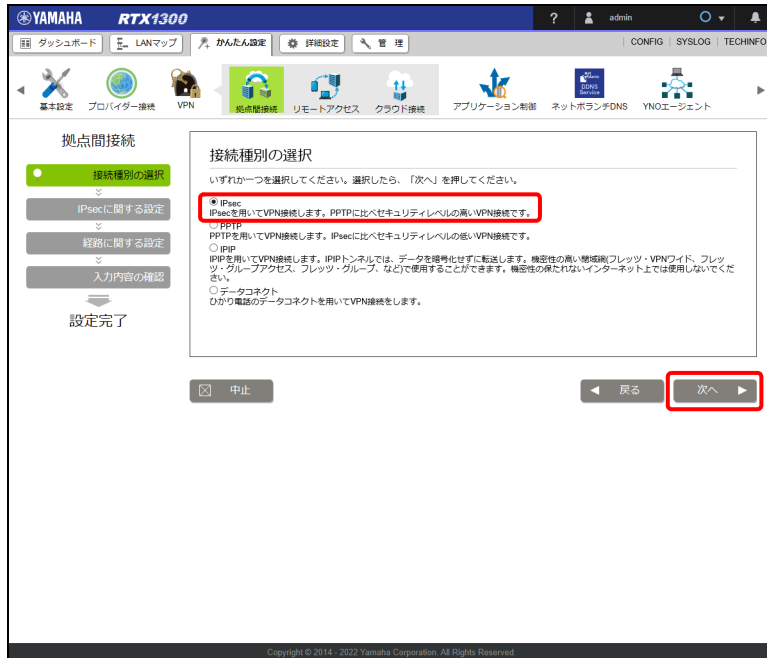 YAMAHA RTX1300 ? admin
ダッシュボード LANマップ かんたん設定 詳細設定 管 理 CONFIG SYSLOG TECHINFO
基本設定 プロバイダー接続 VPN 拠点間接続 リモートアクセス クラウド接続 アプリケーション制御 ネットボランチDNS YNOエージェント
DDNS
Service
拠点間接続
接続種別の選択
IPsecに関する設定
経路に関する設定
入力内容の確認
設定完了
接続種別の選択
いずれか一つを選択してください。選択したら、「次へ」を押してください。
IPsec
IPsecを用いてVPN接続します。PPTPに比べセキュリティレベルの高いVPN接続です。
PPTP
PPTPを用いてVPN接続します。IPsecに比べセキュリティレベルの低いVPN接続です。
IPIP
IPIPを用いてVPN接続します。IPIPトンネルでは、データを暗号化せずに転送します。機密性の高い閉域網(フレッツ・VPNワイド、フレッ
ツ・グループアクセス、フレッツ・グループ、など)で使用することができます。機密性の保たれないインターネット上では使用しないでくだ
さい。
データコネクト
ひかり電話のデータコネクトを用いてVPN接続をします。
中止 戻る 次へ
Copyright © 2014 - 2022 Yamaha Corporation. All Rights Reserved.